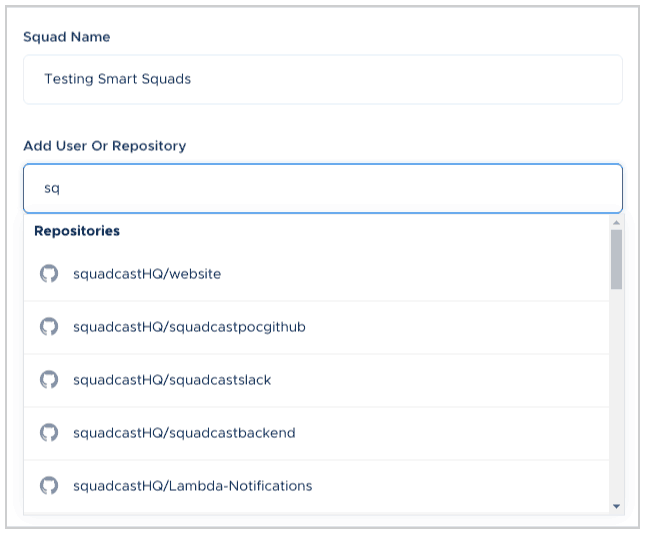 Squad Name
Testing Smart Squads
Add User Or Repository
sq
Repositories
squadcastHQ/website
squadcastHQ/squadcastpocgithub
squadcastHQ/squadcastslack
squadcastHQ/squadcastbackend
squadcastHQ/Lambda-Notifications